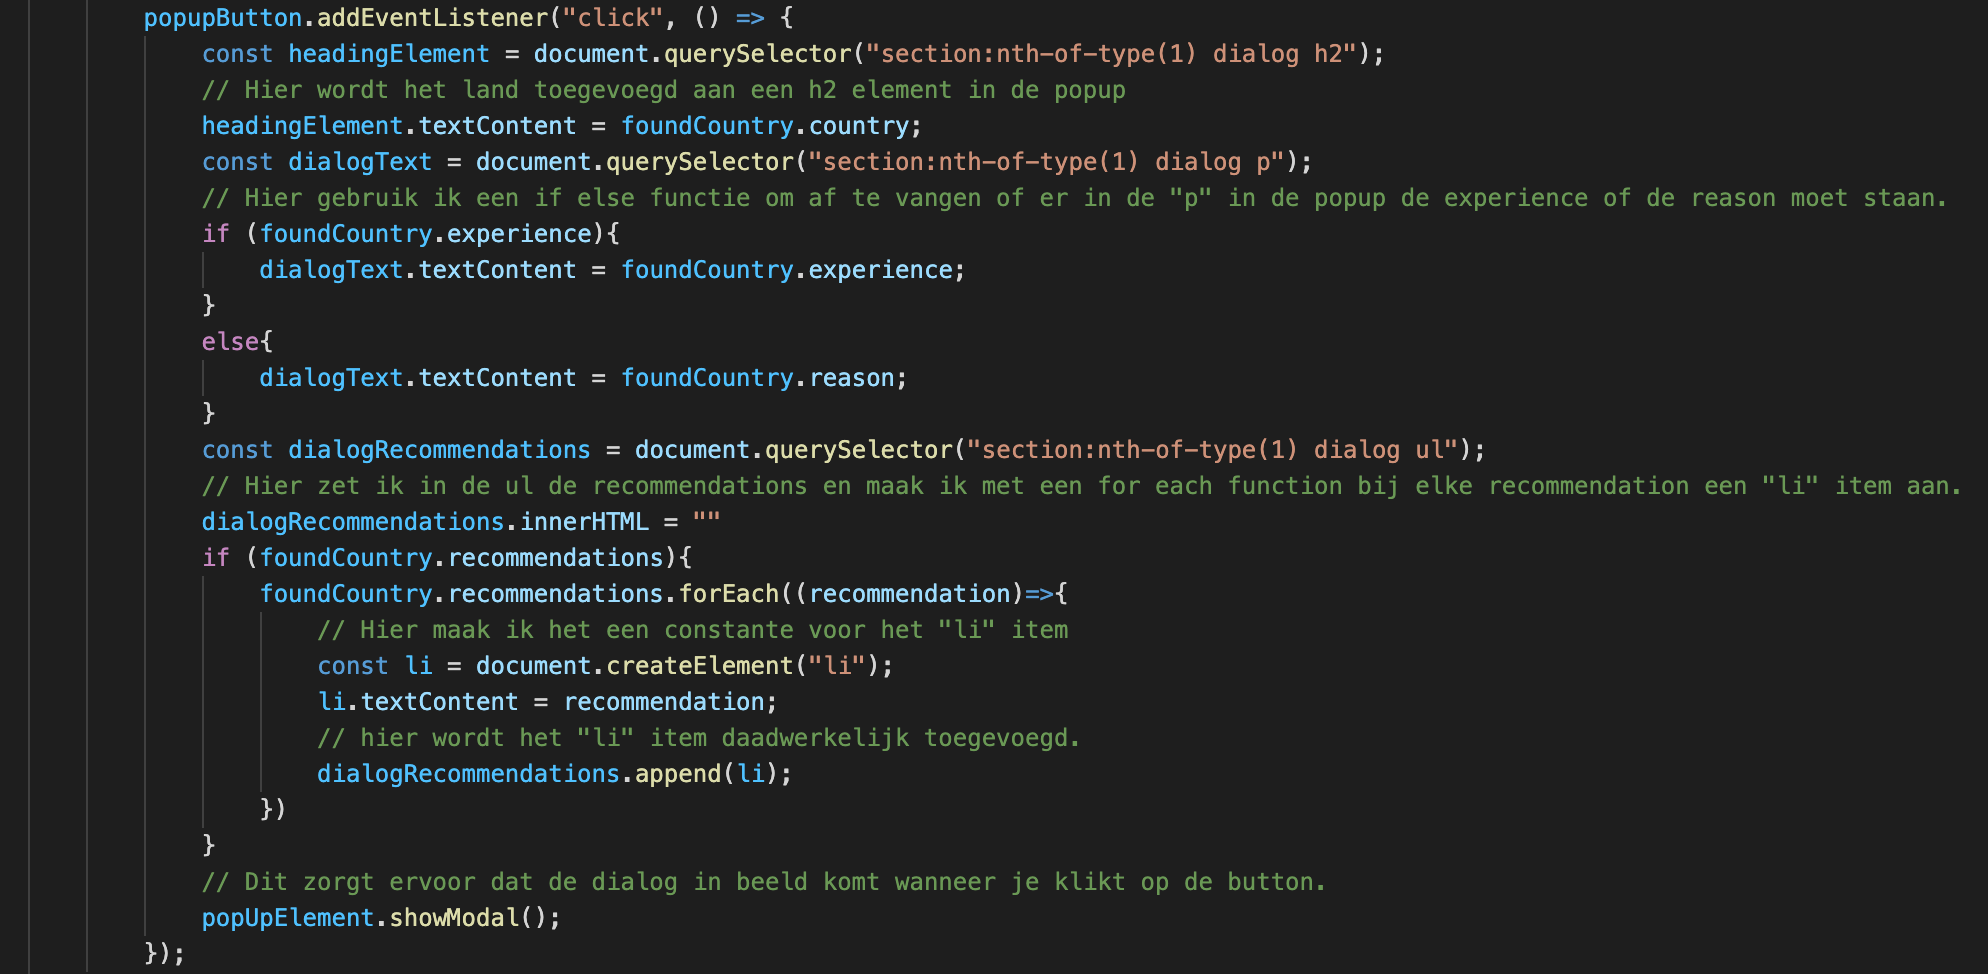 popupButton.addEventListener("click", () => {
const headingElement = document.querySelector("section:nth-of-type(1) dialog h2");
// Hier wordt het land toegevoegd aan een h2 element in de popup
headingElement.textContent = foundCountry.country;
const dialogText = document.querySelector("section:nth-of-type(1) dialog p");
// Hier gebruik ik een if else functie om af te vangen of er in de "p" in de popup de experience of de reason moet staan.
if (foundCountry.experience){
dialogText.textContent = foundCountry.experience;
}
else{
dialogText.textContent = foundCountry.reason;
}
const dialogRecommendations = document.querySelector("section:nth-of-type(1) dialog ul");
// Hier zet ik in de ul de recommendations en maak ik met een for each function bij elke recommendation een "li" item aan.
dialogRecommendations.innerHTML = ""
if (foundCountry.recommendations){
foundCountry.recommendations.forEach((recommendation)=>{
// Hier maak ik het een constante voor het "li" item
const li = document.createElement("li");
li.textContent = recommendation;
// hier wordt het "li" item daadwerkelijk toegevoegd.
dialogRecommendations.append(li);
})
}
// Dit zorgt ervoor dat de dialog in beeld komt wanneer je klikt op de button.
popUpElement.showModal();
});